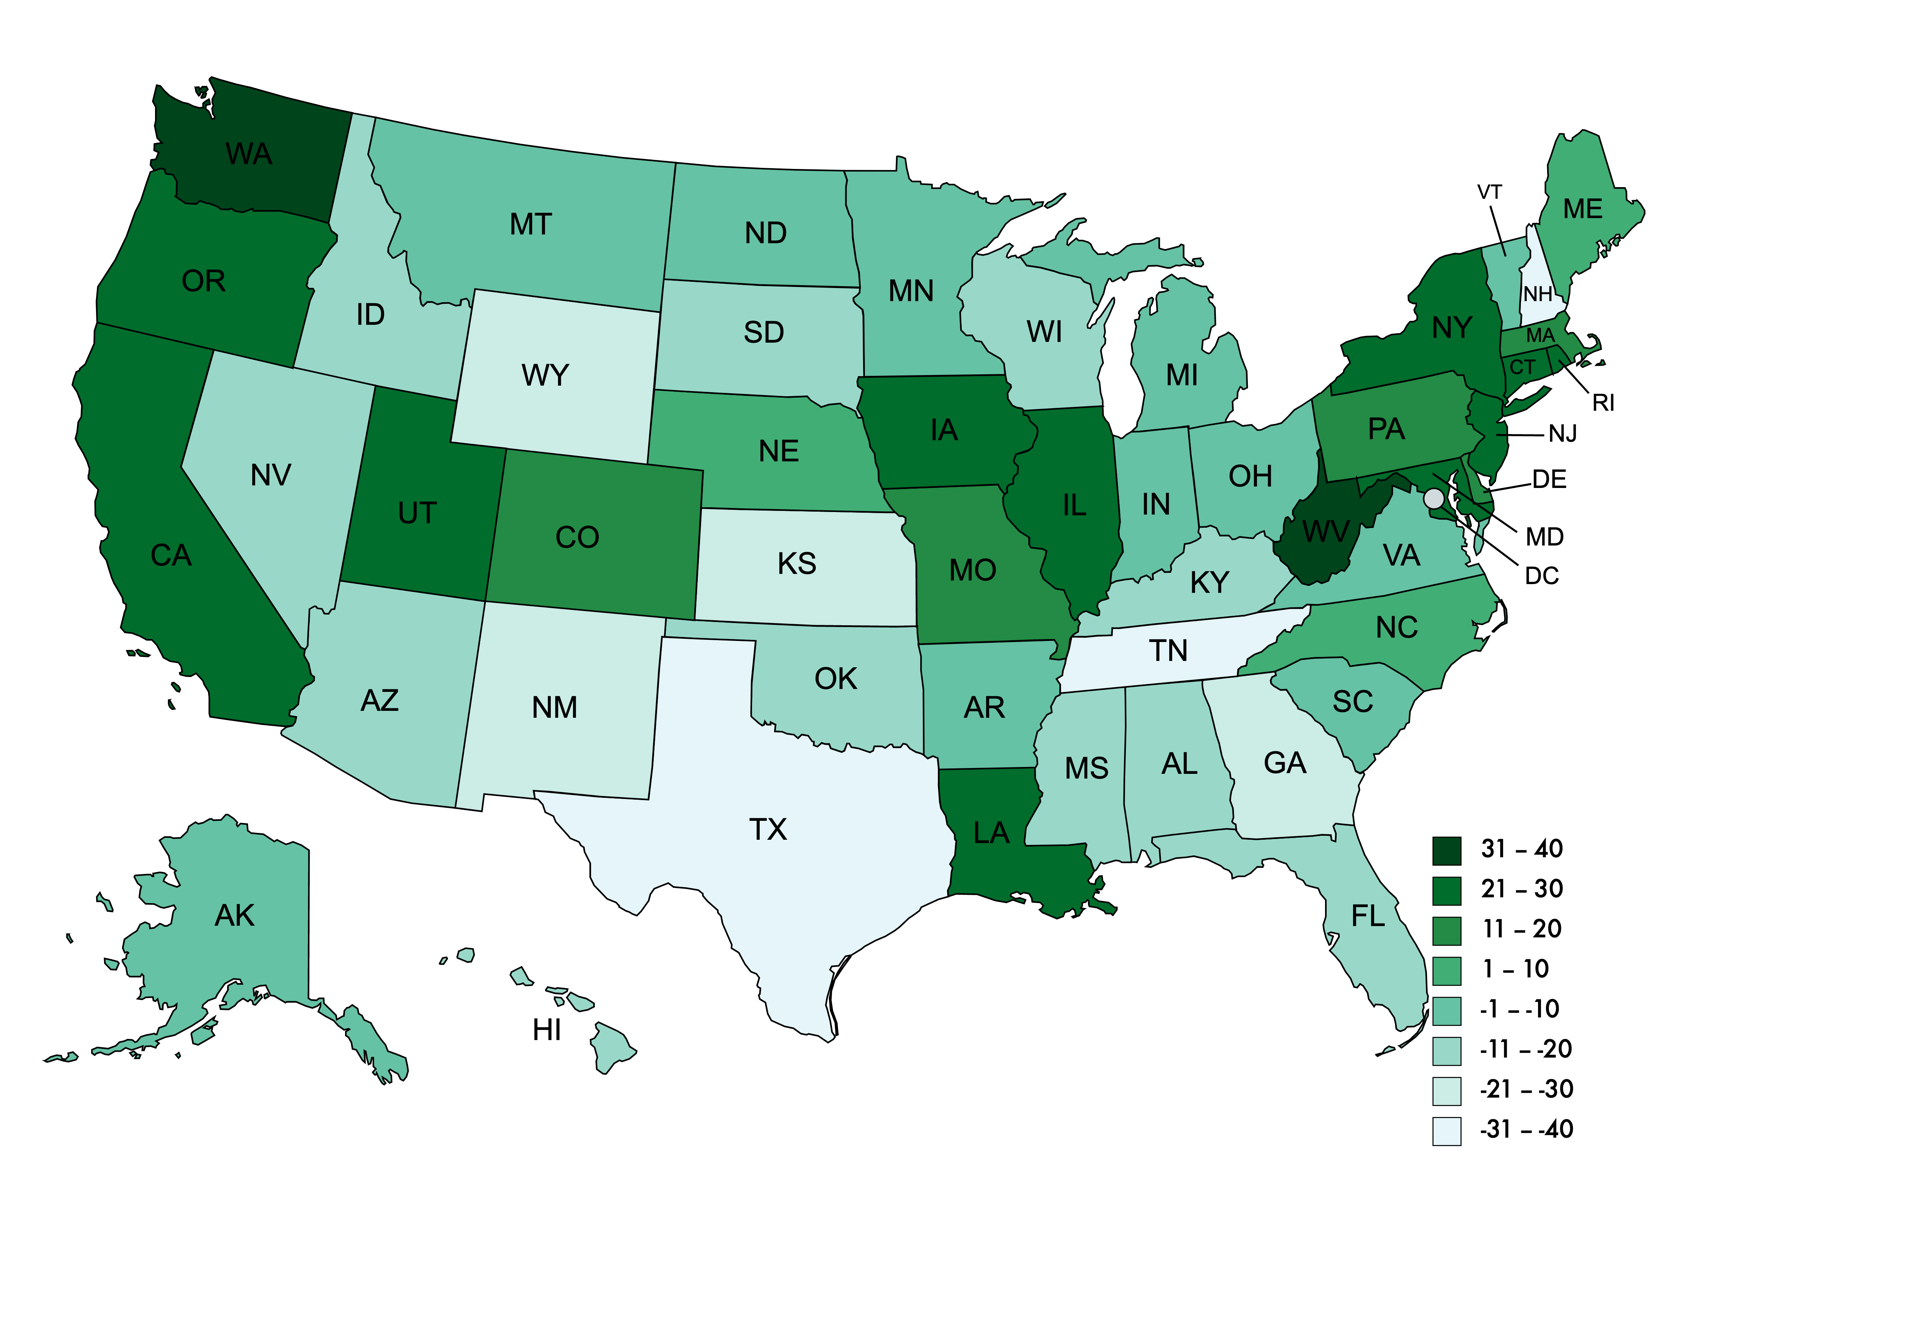 WA
OR
CA
ID
NV
MT
WY
UT
CO
AZ
NM
ND
SD
NE
KS
OK
TX
MN
IA
MO
AR
LA
WI
IL
MI
IN
OH
KY
TN
MS
AL
GA
FL
SC
NC
VA
WV
PA
NY
VT
NH
ME
MA
CT
RI
NJ
DE
MD
DC
AK
HI
31 – 40
21 – 30
11 – 20
1 – 10
-1 – -10
-11 – -20
-21 – -30
-31 – -40